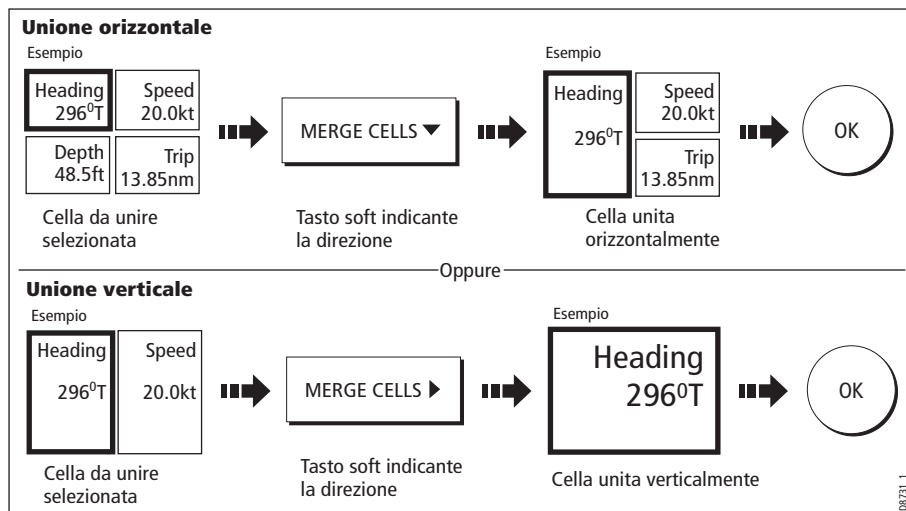 Unione orizzontale
Esempio
Heading
296⁰T
Speed
20.0kt
Depth
48.5ft
Trip
13.85nm
Cella da unire
selezionata
MERGE CELLS
Tasto soft indicante
la direzione
Esempio
Heading
296⁰T
Speed
20.0kt
Trip
13.85nm
Cella unita
orizzontalmente
OK
Oppure
Unione verticale
Esempio
Heading
296⁰T
Speed
20.0kt
Cella da unire
selezionata
MERGE CELLS
Tasto soft indicante
la direzione
Esempio
Heading
296⁰T
Cella unita verticalmente
OK
D8731_1